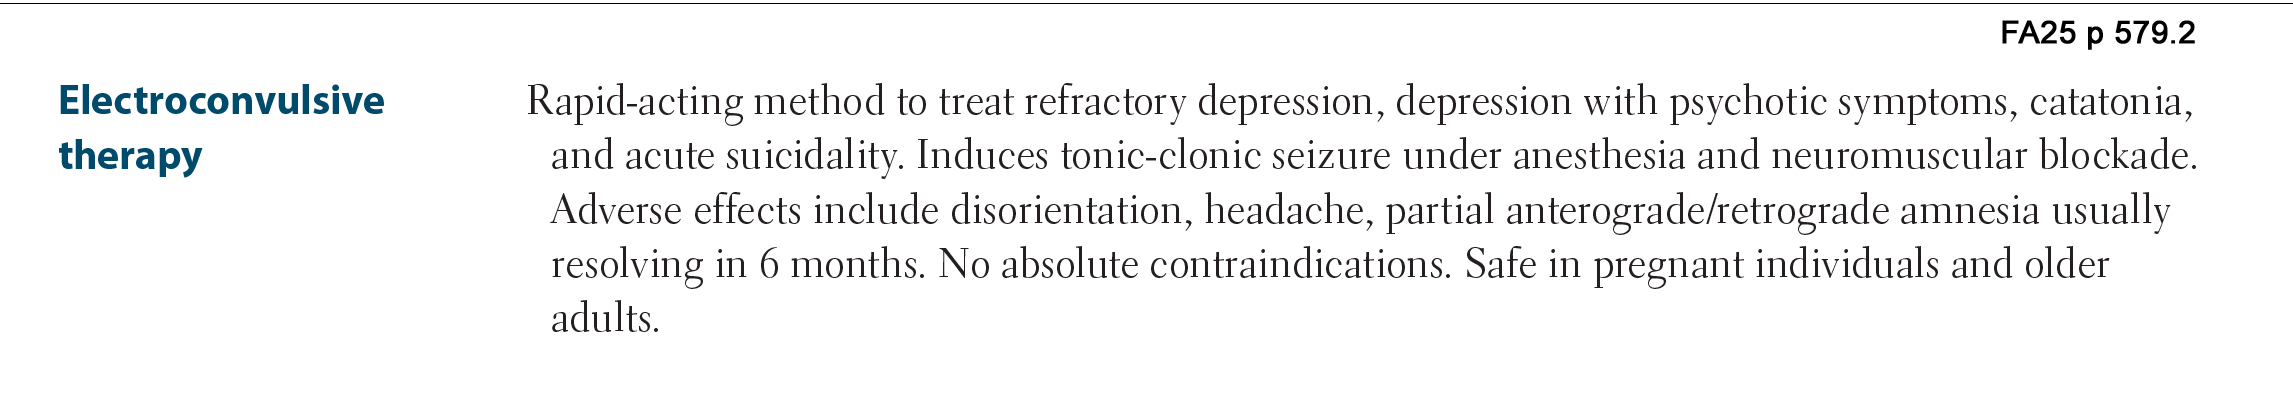 FA25 p 579.2
Electroconvulsive
therapy
Rapid-acting method to treat refractory depression, depression with psychotic symptoms, catatonia,
and acute suicidality. Induces tonic-clonic seizure under anesthesia and neuromuscular blockade.
Adverse effects include disorientation, headache, partial anterograde/retrograde amnesia usually
resolving in 6 months. No absolute contraindications. Safe in pregnant individuals and older
adults.